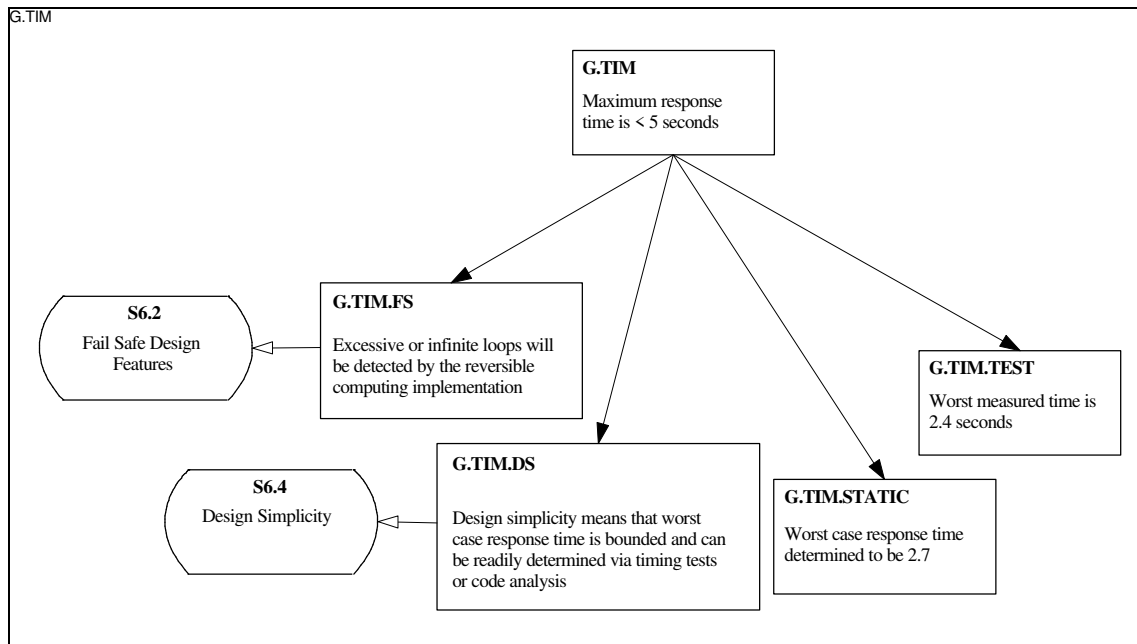 G.TIM
G.TIM
Maximum response
time is < 5 seconds
S6.2
Fail Safe Design
Features
G.TIM.FS
Excessive or infinite loops will
be detected by the reversible
computing implementation
G.TIM.TEST
Worst measured time is
2.4 seconds
S6.4
Design Simplicity
G.TIM.DS
Design simplicity means that worst
case response time is bounded and can
be readily determined via timing tests
or code analysis
G.TIM.STATIC
Worst case response time
determined to be 2.7